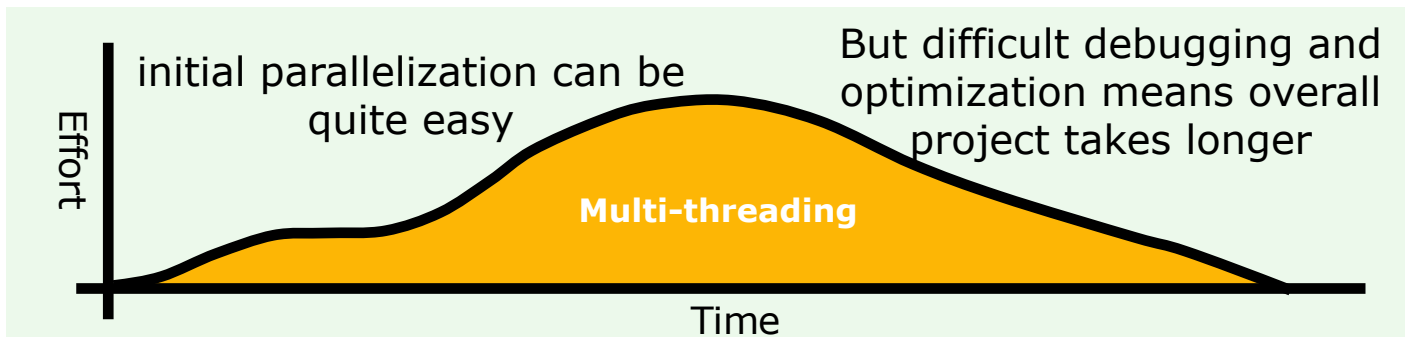 initial parallelization can be
quite easy
But difficult debugging and
optimization means overall
project takes longer
Effort
Multi-threading
Time